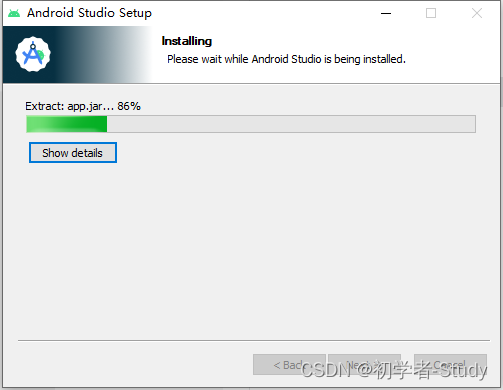 Android Studio Setup
Installing
Please wait while Android Studio is being installed.
Extract: app.jar... 86%
Show details
< Back
Cancel
CSDN @初学者-Study